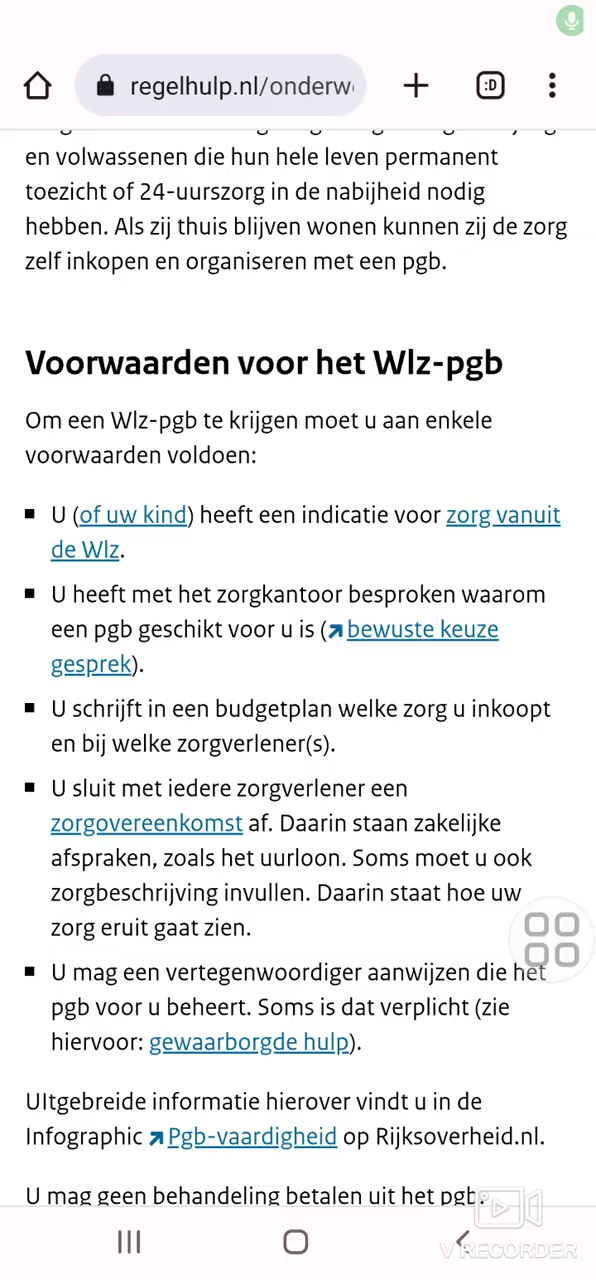 regelhulp.nl/onderw
:D
en volwassenen die hun hele leven permanent
toezicht of 24-uurszorg in de nabijheid nodig
hebben. Als zij thuis blijven wonen kunnen zij de zorg
zelf inkopen en organiseren met een pgb.
Voorwaarden voor het Wlz-pgb
Om een Wlz-pgb te krijgen moet u aan enkele
voorwaarden voldoen:
U (of uw kind) heeft een indicatie voor zorg vanuit
de Wlz.
U heeft met het zorgkantoor besproken waarom
een pgb geschikt voor u is (bewuste keuze
gesprek).
U schrijft in een budgetplan welke zorg u inkoopt
en bij welke zorgverlener(s).
U sluit met iedere zorgverlener een
zorgovereenkomst af. Daarin staan zakelijke
afspraken, zoals het uurloon. Soms moet u ook
zorgbeschrijving invullen. Daarin staat hoe uw
zorg eruit gaat zien.
U mag een vertegenwoordiger aanwijzen die het
pgb voor u beheert. Soms is dat verplicht (zie
hiervoor: gewaarborgde hulp).
UItgebreide informatie hierover vindt u in de
Infographic Pgb-vaardigheid op Rijksoverheid.nl.
U mag geen behandeling betalen uit het pgb.
V RECORDER